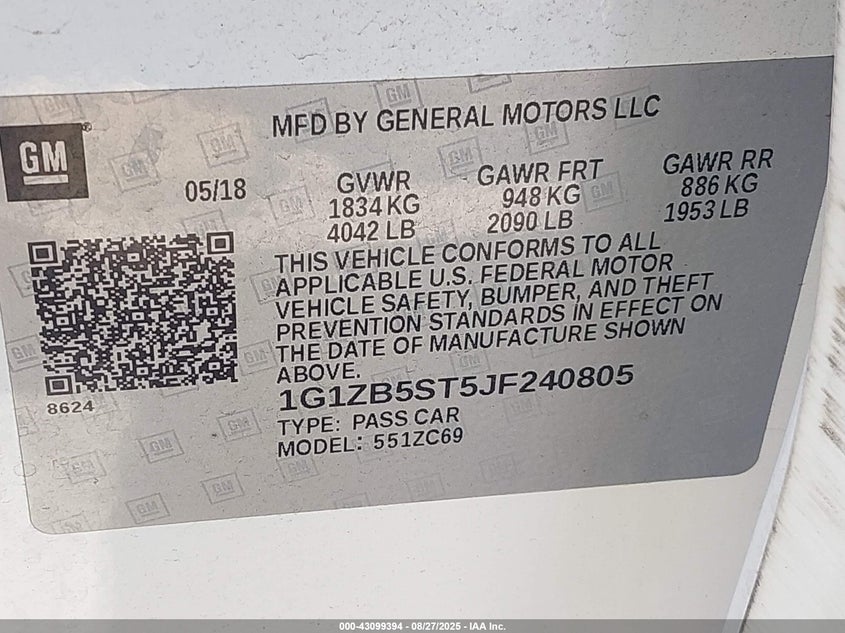 MFD BY GENERAL MOTORS LLC
GM
®
05/18
GVWR
1834 KG
4042 LB
GAWR FRT
948 KG
2090 LB
GAWR RR
886 KG
1953 LB
THIS VEHICLE CONFORMS TO ALL
APPLICABLE U.S. FEDERAL MOTOR
VEHICLE SAFETY, BUMPER, AND THEFT
PREVENTION STANDARDS IN EFFECT ON
THE DATE OF MANUFACTURE SHOWN
ABOVE.
8624
1G1ZB5ST5JF240805
TYPE: PASS CAR
MODEL: 551ZC69
000-43099394 - 08/27/2025 - IAA Inc.